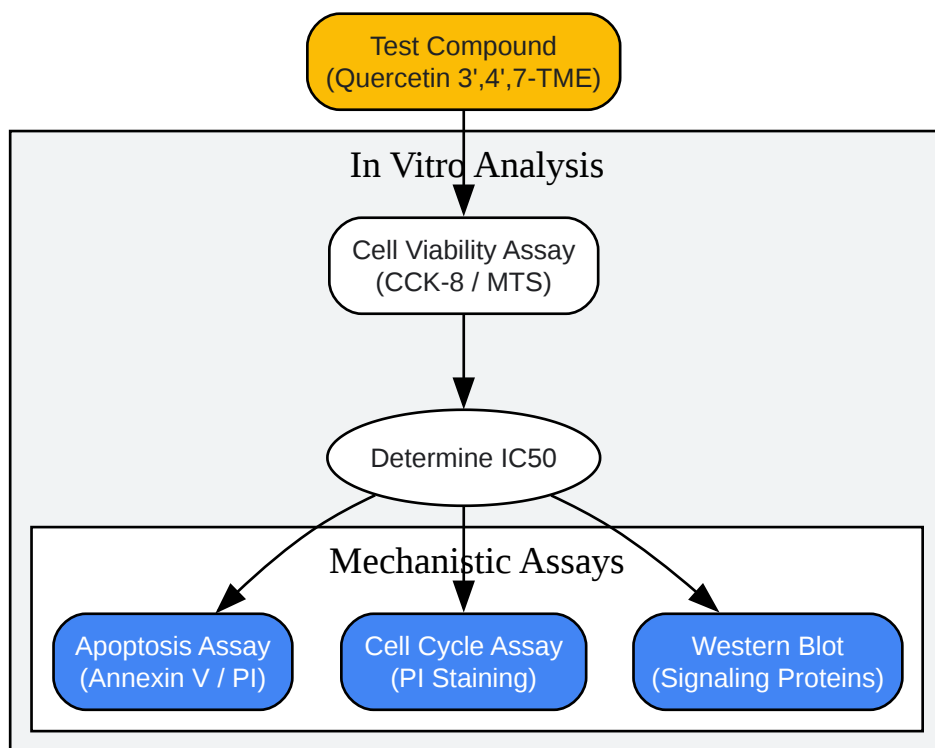 Test Compound
(Quercetin 3',4',7-TME)
In Vitro Analysis
Cell Viability Assay
(CCK-8 / MTS)
Determine IC50
Mechanistic Assays
Apoptosis Assay
(Annexin V / PI)
Cell Cycle Assay
(PI Staining)
Western Blot
(Signaling Proteins)